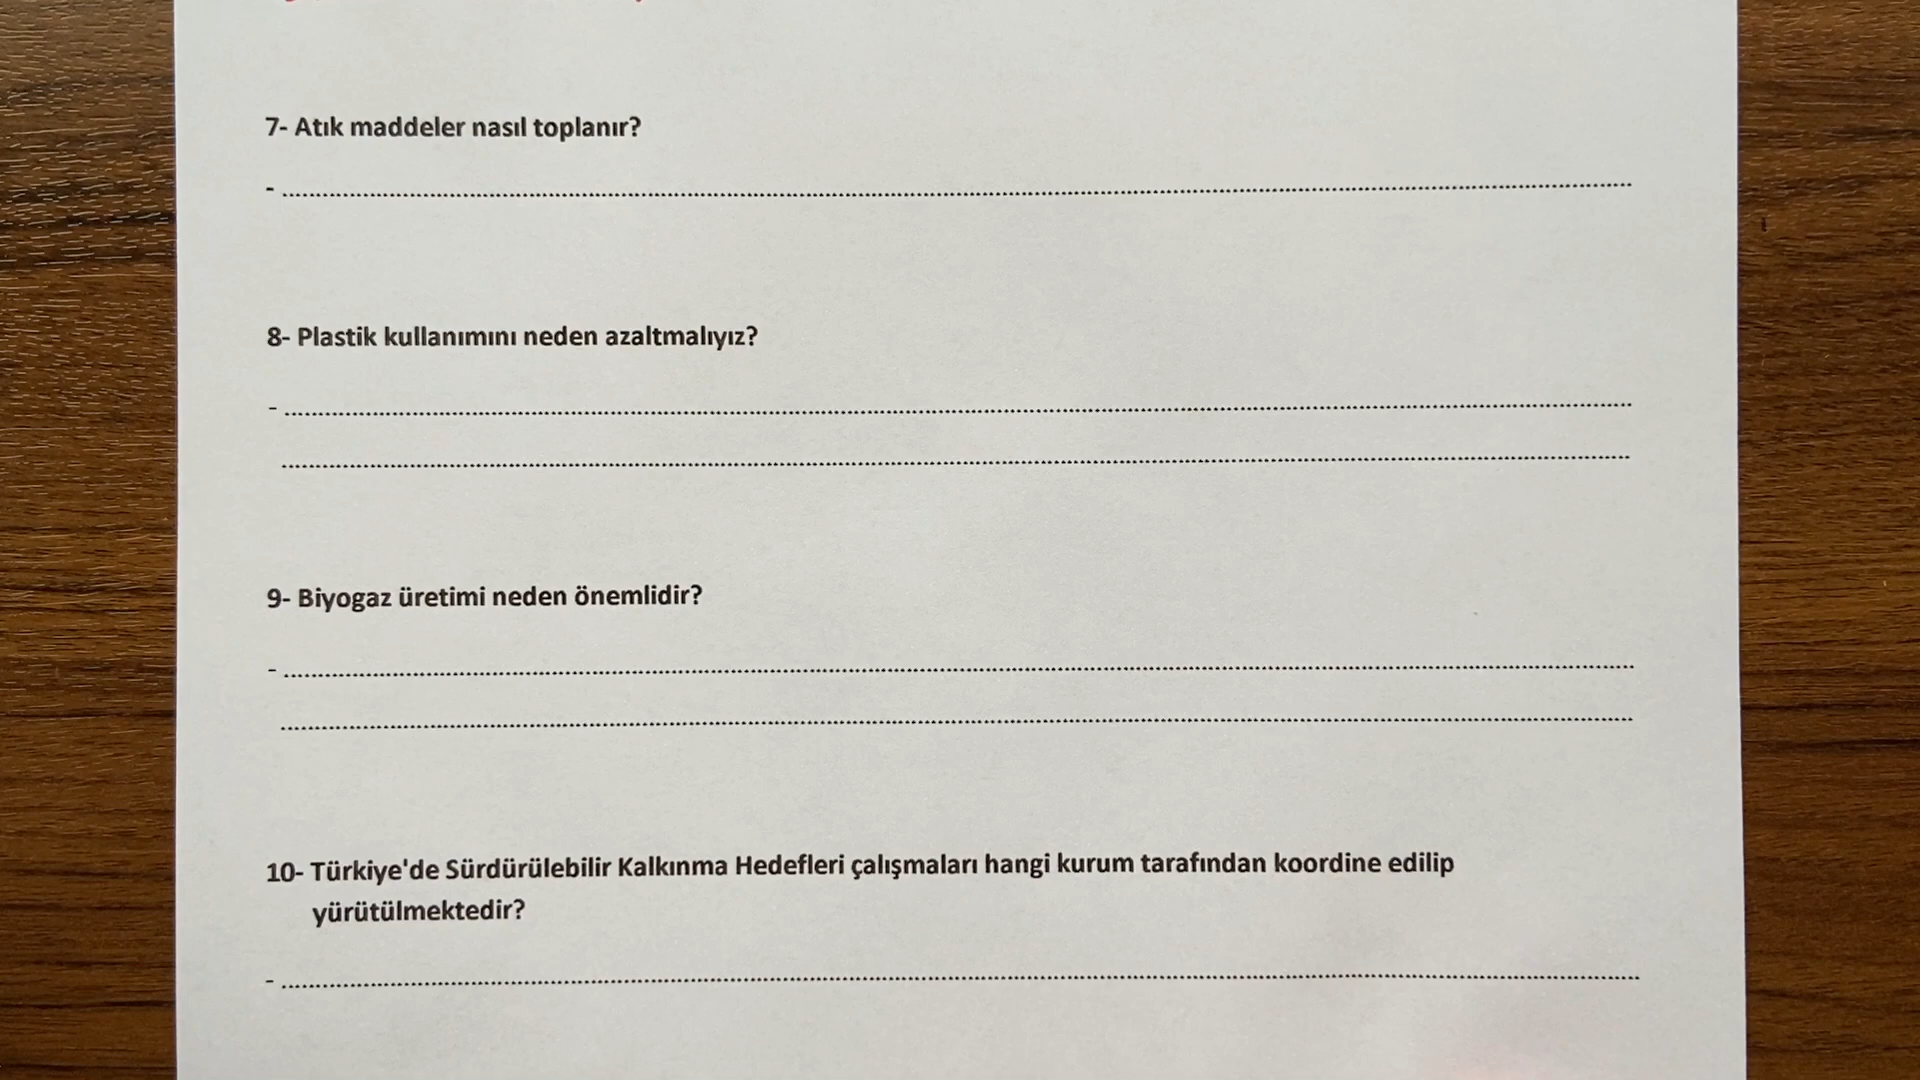 7- Atık maddeler nasıl toplanır?
- ..........................................................................................
8- Plastik kullanımını neden azaltmalıyız?
- ..........................................................................................
..........................................................................................
9- Biyogaz üretimi neden önemlidir?
- ..........................................................................................
..........................................................................................
10- Türkiye'de Sürdürülebilir Kalkınma Hedefleri çalışmaları hangi kurum tarafından koordine edilip
yürütülmektedir?
- ..........................................................................................